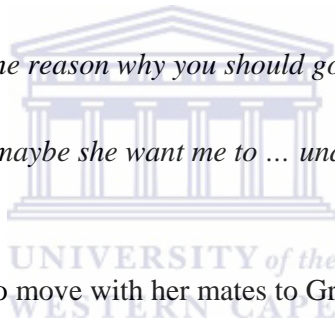 ne reason why you should go
maybe she want me to …
UNIVERSITY of the
o move with her mates to Gr
WESTERN CAPE